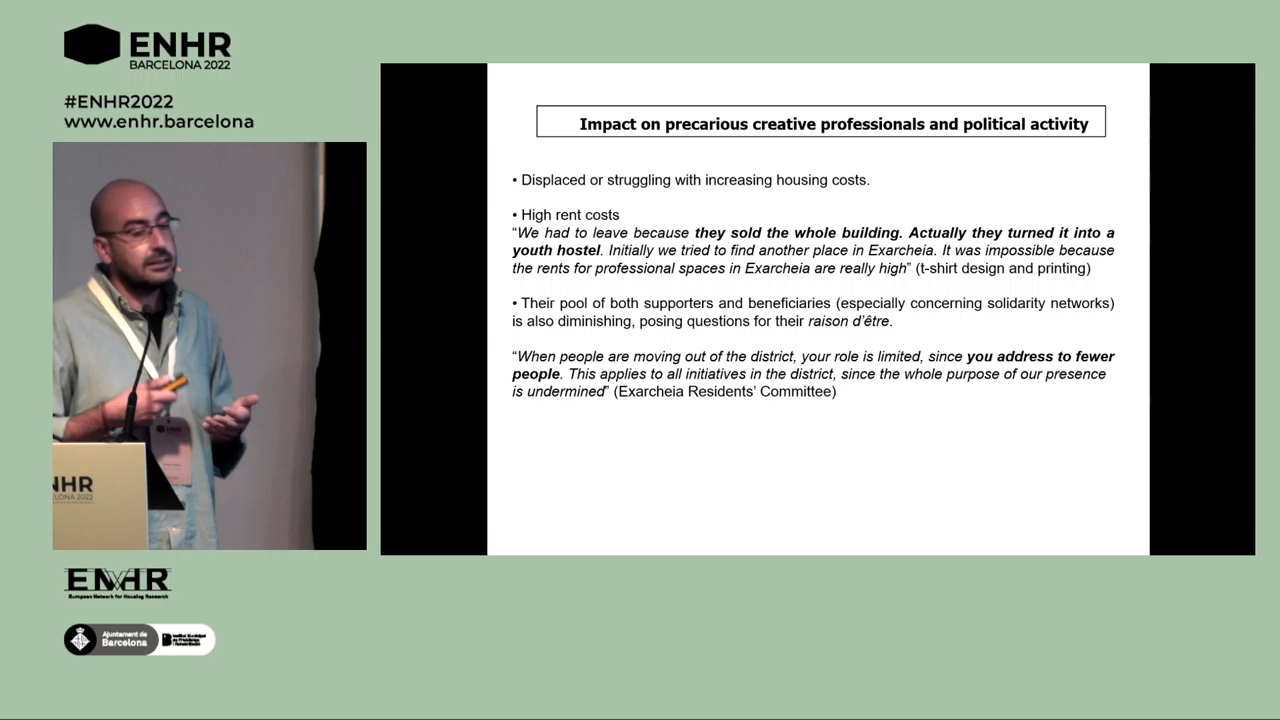 ENHR
BARCELONA 2022
#ENHR2022
www.enhr.barcelona
Impact on precarious creative professionals and political activity
• Displaced or struggling with increasing housing costs.
• High rent costs
“We had to leave because they sold the whole building. Actually they turned it into a
youth hostel. Initially we tried to find another place in Exarcheia. It was impossible because
the rents for professional spaces in Exarcheia are really high” (t-shirt design and printing)
• Their pool of both supporters and beneficiaries (especially concerning solidarity networks)
is also diminishing, posing questions for their raison d’être.
“When people are moving out of the district, your role is limited, since you address to fewer
people. This applies to all initiatives in the district, since the whole purpose of our presence
is undermined” (Exarcheia Residents’ Committee)
NHR
LONA 2022
ENHR
European Network for Housing Research
Ajuntament de
Barcelona